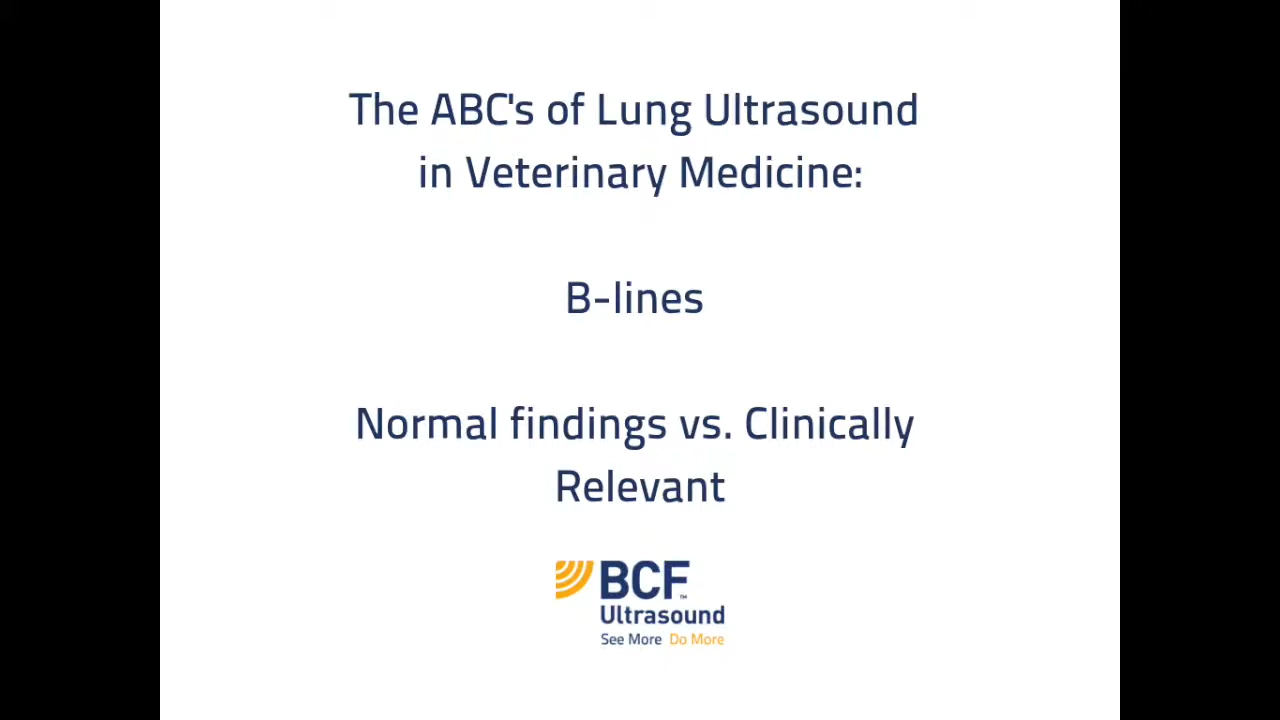 The ABC's of Lung Ultrasound
in Veterinary Medicine:
B-lines
Normal findings vs. Clinically
Relevant
BCF™
Ultrasound
See More Do More